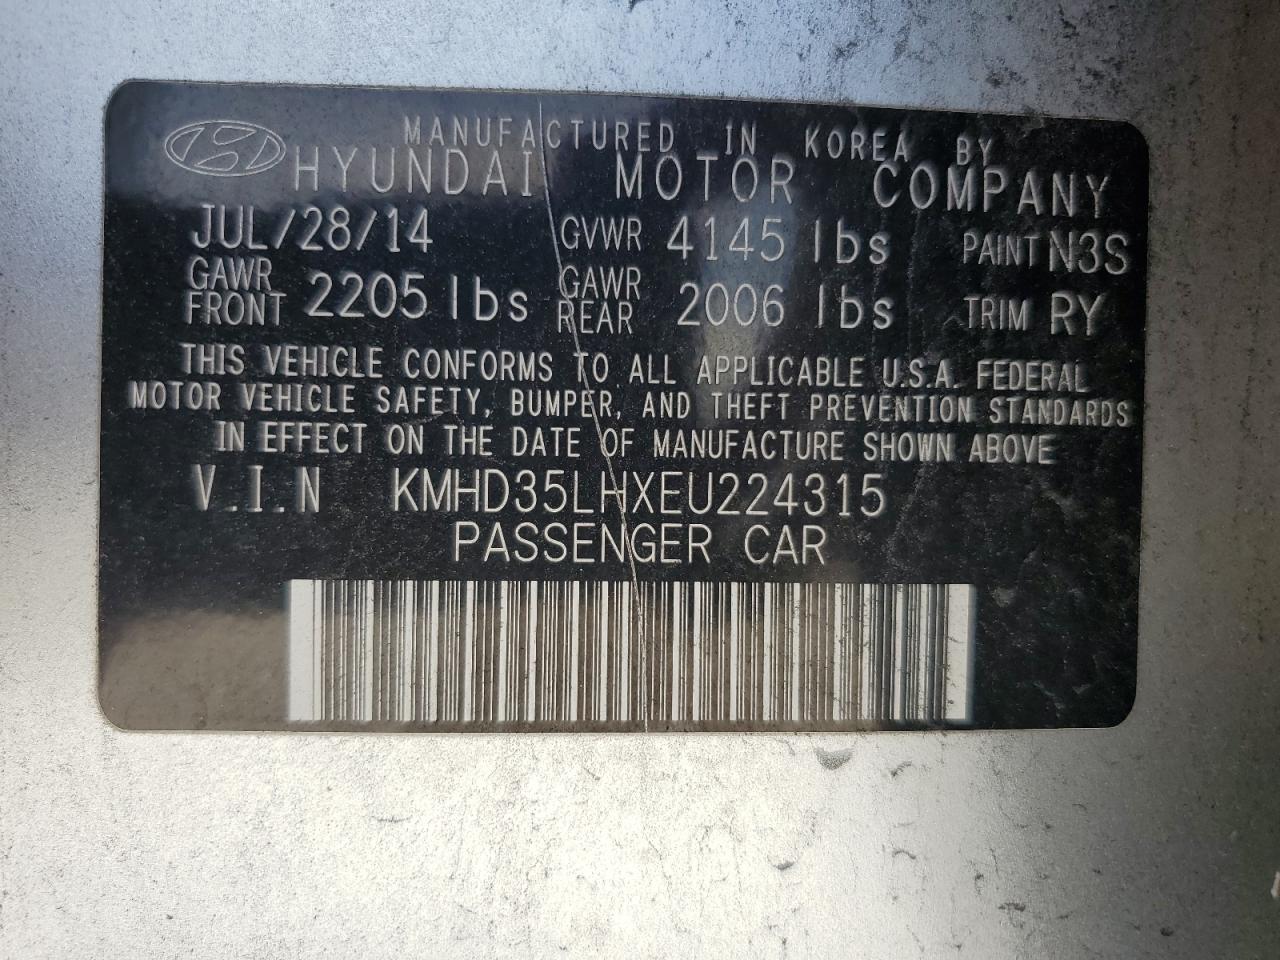 MANUFACTURED IN KOREA BY
HYUNDAI MOTOR COMPANY
JUL/28/14 GVWR 4145 lbs PAINT N3S
GAWR FRONT 2205 lbs GAWR REAR 2006 lbs TRIM RY
THIS VEHICLE CONFORMS TO ALL APPLICABLE U.S.A. FEDERAL
MOTOR VEHICLE SAFETY, BUMPER, AND THEFT PREVENTION STANDARDS
IN EFFECT ON THE DATE OF MANUFACTURE SHOWN ABOVE
V.I.N KMHD35LHXEU224315
PASSENGER CAR